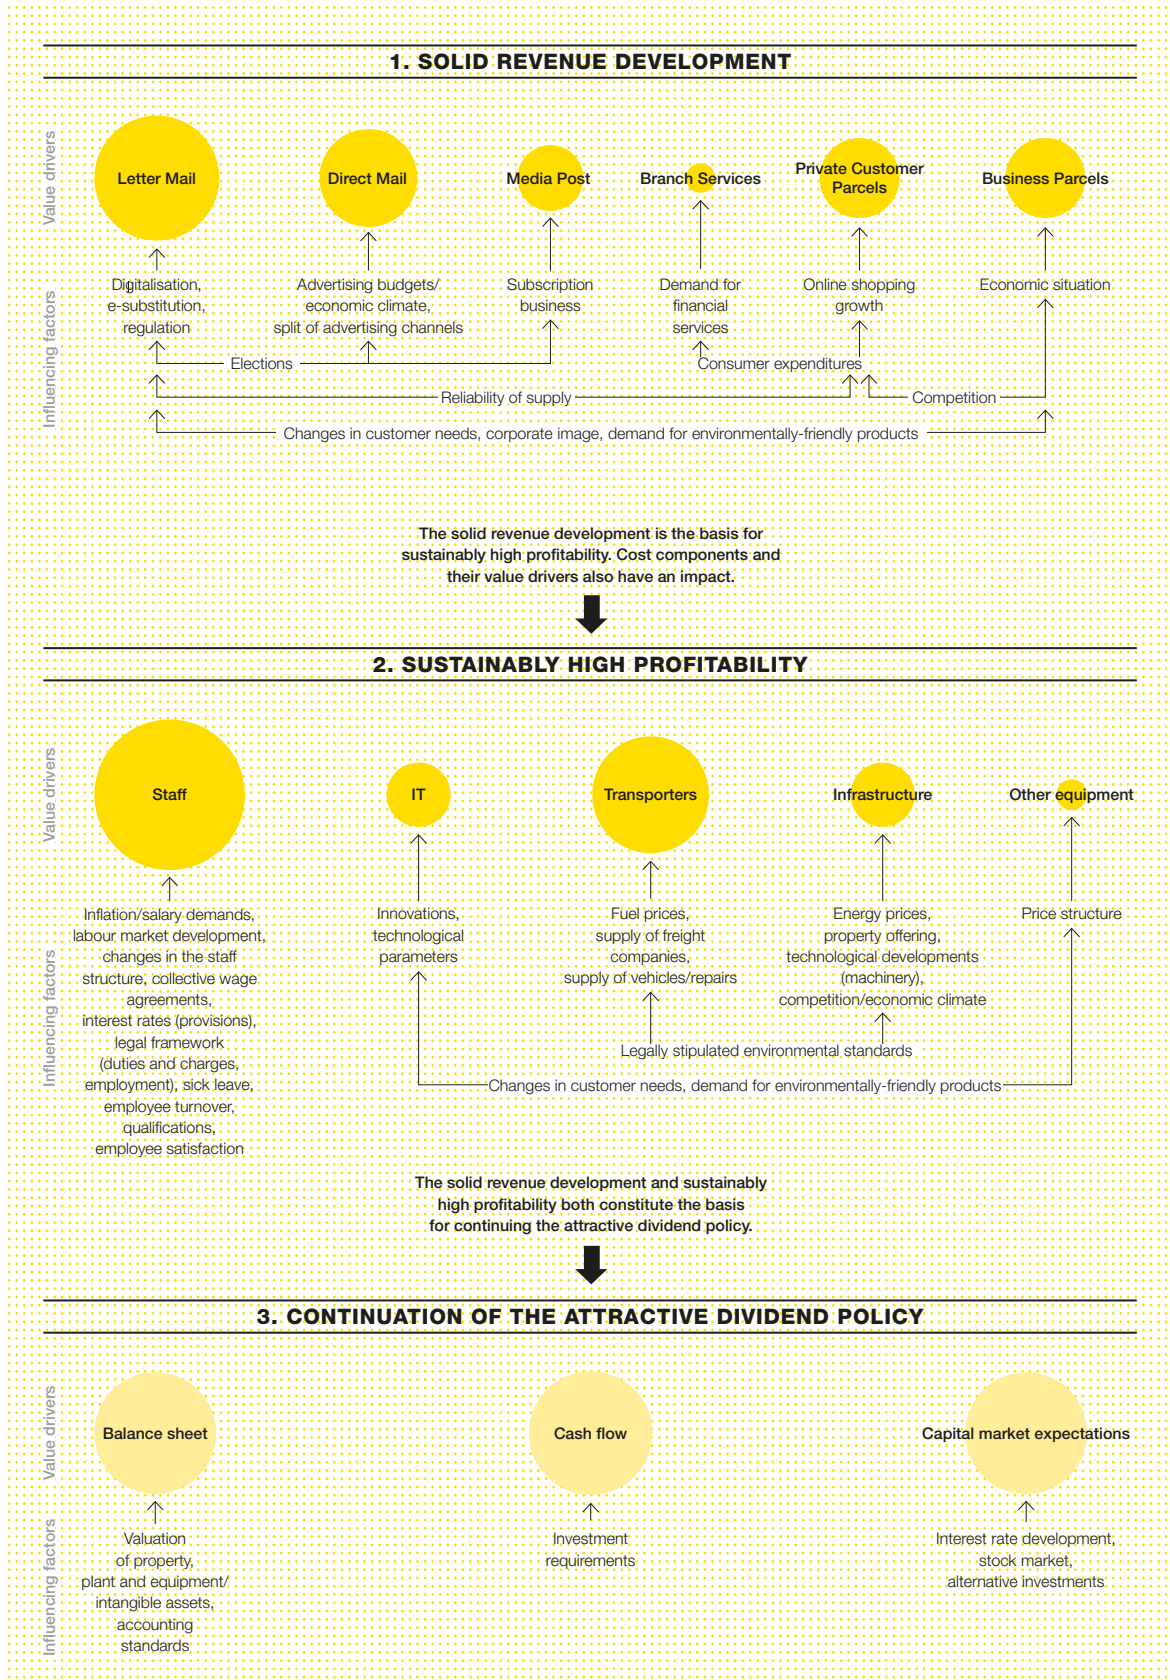 1. SOLID REVENUE DEVELOPMENT
Value drivers
Letter Mail
Direct Mail
Media Post
Branch Services
Private Customer
Parcels
Business Parcels
Influencing factors
Digitalisation,
e-substitution,
regulation
Advertising budgets/
economic climate,
split of advertising channels
Subscription
business
Demand for
financial
services
Online shopping
growth
Economic situation
Elections
Consumer expenditures
Reliability of supply
Competition
Changes in customer needs, corporate image, demand for environmentally-friendly products
The solid revenue development is the basis for
sustainably high profitability. Cost components and
their value drivers also have an impact.
2. SUSTAINABLY HIGH PROFITABILITY
Value drivers
Staff
IT
Transporters
Infrastructure
Other equipment
Influencing factors
Inflation/salary demands,
labour market development,
changes in the staff
structure, collective wage
agreements,
interest rates (provisions),
legal framework
(duties and charges,
employment), sick leave,
employee turnover,
qualifications,
employee satisfaction
Innovations,
technological
parameters
Fuel prices,
supply of freight
companies,
supply of vehicles/repairs
Energy prices,
property offering,
technological developments
(machinery),
competition/economic climate
Price structure
Legally stipulated environmental standards
Changes in customer needs, demand for environmentally-friendly products
The solid revenue development and sustainably
high profitability both constitute the basis
for continuing the attractive dividend policy.
3. CONTINUATION OF THE ATTRACTIVE DIVIDEND POLICY
Value drivers
Balance sheet
Cash flow
Capital market expectations
Influencing factors
Valuation
of property,
plant and equipment/
intangible assets,
accounting
standards
Investment
requirements
Interest rate development,
stock market,
alternative investments